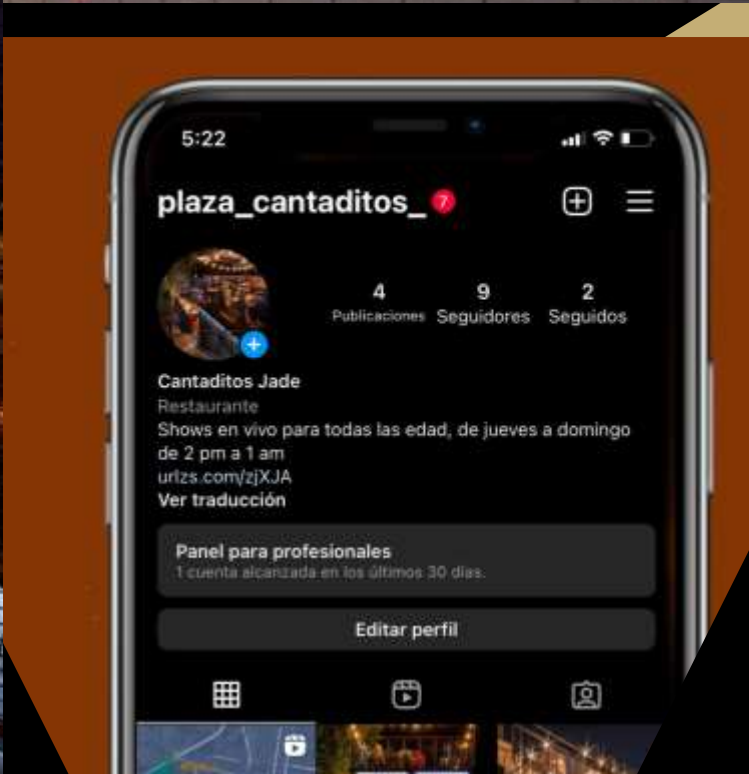 5:22
plaza_cantaditos_ 7
4 9 2
Publicaciones Seguidores Seguidos
Cantaditos Jade
Restaurante
Shows en vivo para todas las edad, de jueves a domingo
de 2 pm a 1 am
urlzs.com/zjXJA
Ver traducción
Panel para profesionales
1 cuenta alcanzada en los últimos 30 días.
Editar perfil